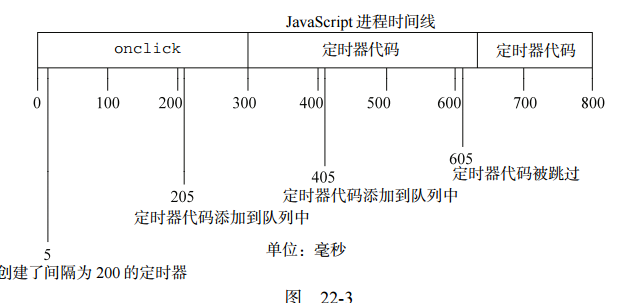 JavaScript 进程时间线
onclick 定时器代码 定时器代码
0 100 200 300 400 500 600 700 800
605
定时器代码被跳过
405
定时器代码添加到队列中
205
定时器代码添加到队列中
5
单位：毫秒
创建了间隔为 200 的定时器
图 22-3